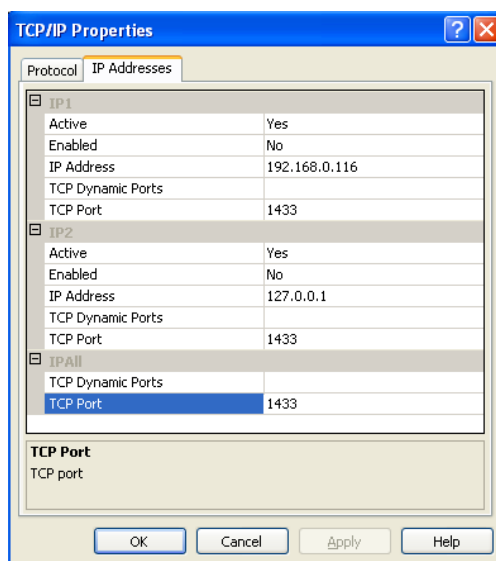 TCP/IP Properties
Protocol IP Addresses
IP1
Active Yes
Enabled No
IP Address 192.168.0.116
TCP Dynamic Ports
TCP Port 1433
IP2
Active Yes
Enabled No
IP Address 127.0.0.1
TCP Dynamic Ports
TCP Port 1433
IPAll
TCP Dynamic Ports
TCP Port 1433
TCP Port
TCP port
OK Cancel Apply Help